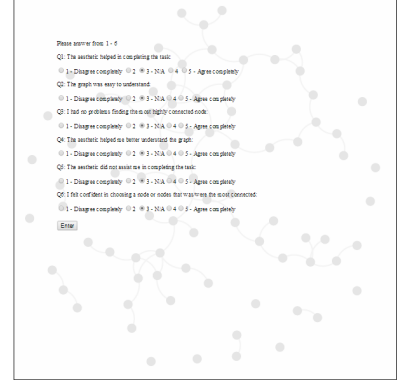 Please answer from 1 - 5
Q1: The aesthetic helped in completing the task:
1 - Disagree completely 2 3 - N/A 4 5 - Agree completely
Q2: The graph was easy to understand:
1 - Disagree completely 2 3 - N/A 4 5 - Agree completely
Q3: I had no problems finding the most highly connected node:
1 - Disagree completely 2 3 - N/A 4 5 - Agree completely
Q4: The aesthetic helped me better understand the graph:
1 - Disagree completely 2 3 - N/A 4 5 - Agree completely
Q5: The aesthetic did not assist me in completing the task:
1 - Disagree completely 2 3 - N/A 4 5 - Agree completely
Q6: I felt confident in choosing a node or nodes that was/were the most connected:
1 - Disagree completely 2 3 - N/A 4 5 - Agree completely
Enter